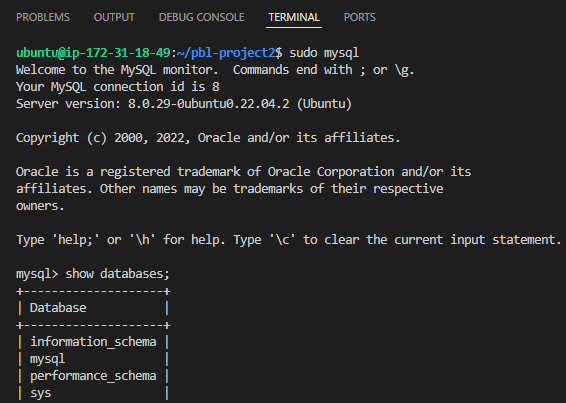 PROBLEMS OUTPUT DEBUG CONSOLE TERMINAL PORTS
ubuntu@ip-172-31-18-49:~/pbl-project2$ sudo mysql
Welcome to the MySQL monitor.  Commands end with ; or \g.
Your MySQL connection id is 8
Server version: 8.0.29-0ubuntu0.22.04.2 (Ubuntu)
Copyright (c) 2000, 2022, Oracle and/or its affiliates.
Oracle is a registered trademark of Oracle Corporation and/or its
affiliates. Other names may be trademarks of their respective
owners.
Type 'help;' or '\h' for help. Type '\c' to clear the current input statement.
mysql> show databases;
+--------------------+
| Database           |
+--------------------+
| information_schema |
| mysql              |
| performance_schema |
| sys                |